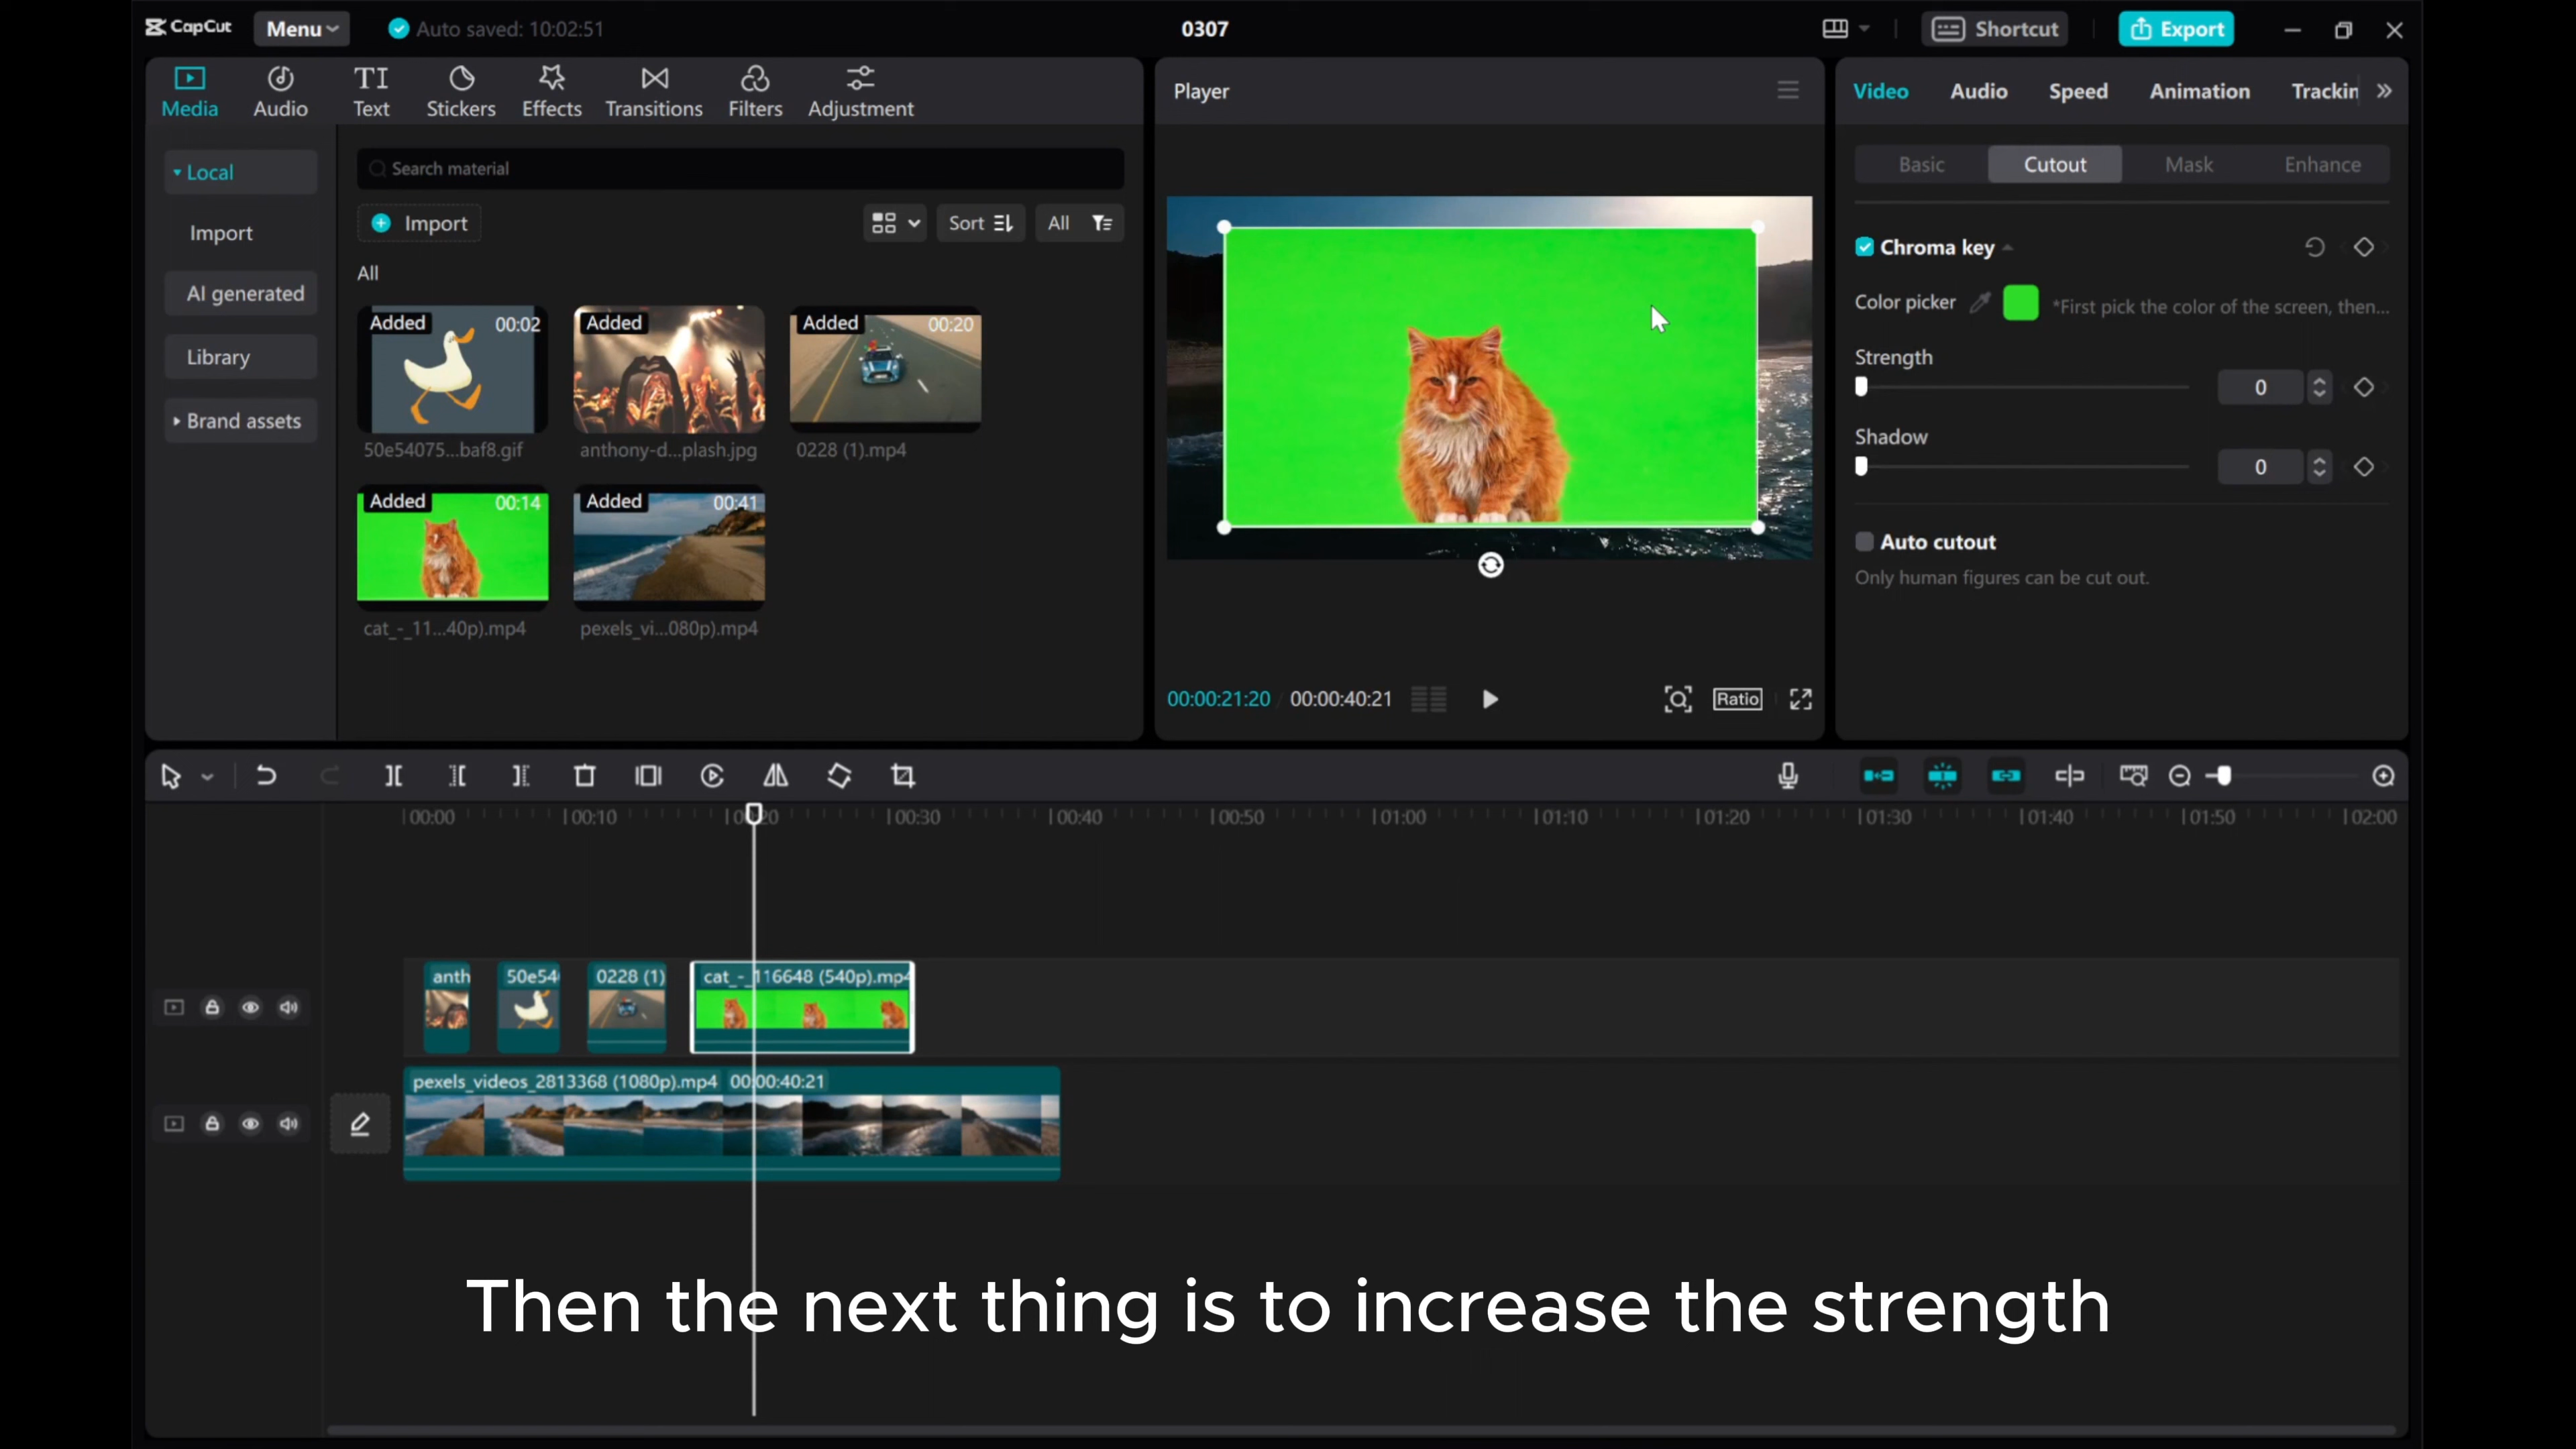 CapCut
Menu
Auto saved: 10:02:51
0307
Shortcut
Export
Media
Audio
Text
Stickers
Effects
Transitions
Filters
Adjustment
Local
Import
AI generated
Library
Brand assets
Search material
Import
Sort
All
All
Added 00:02
50e54075...baf8.gif
Added
anthony-d...plash.jpg
Added 00:20
0228 (1).mp4
Added 00:14
cat_-_11...40p).mp4
Added 00:41
pexels_vi...080p).mp4
Player
00:00:21:20 / 00:00:40:21
Ratio
Video
Audio
Speed
Animation
Trackin
Basic
Cutout
Mask
Enhance
Chroma key
Color picker
*First pick the color of the screen, then...
Strength
0
Shadow
0
Auto cutout
Only human figures can be cut out.
00:00
00:10
00:20
00:30
00:40
00:50
01:00
01:10
01:20
01:30
01:40
01:50
02:00
anth
50e54
0228 (1)
cat_-_116648 (540p).mp4
pexels_videos_2813368 (1080p).mp4 00:00:40:21
Then the next thing is to increase the strength